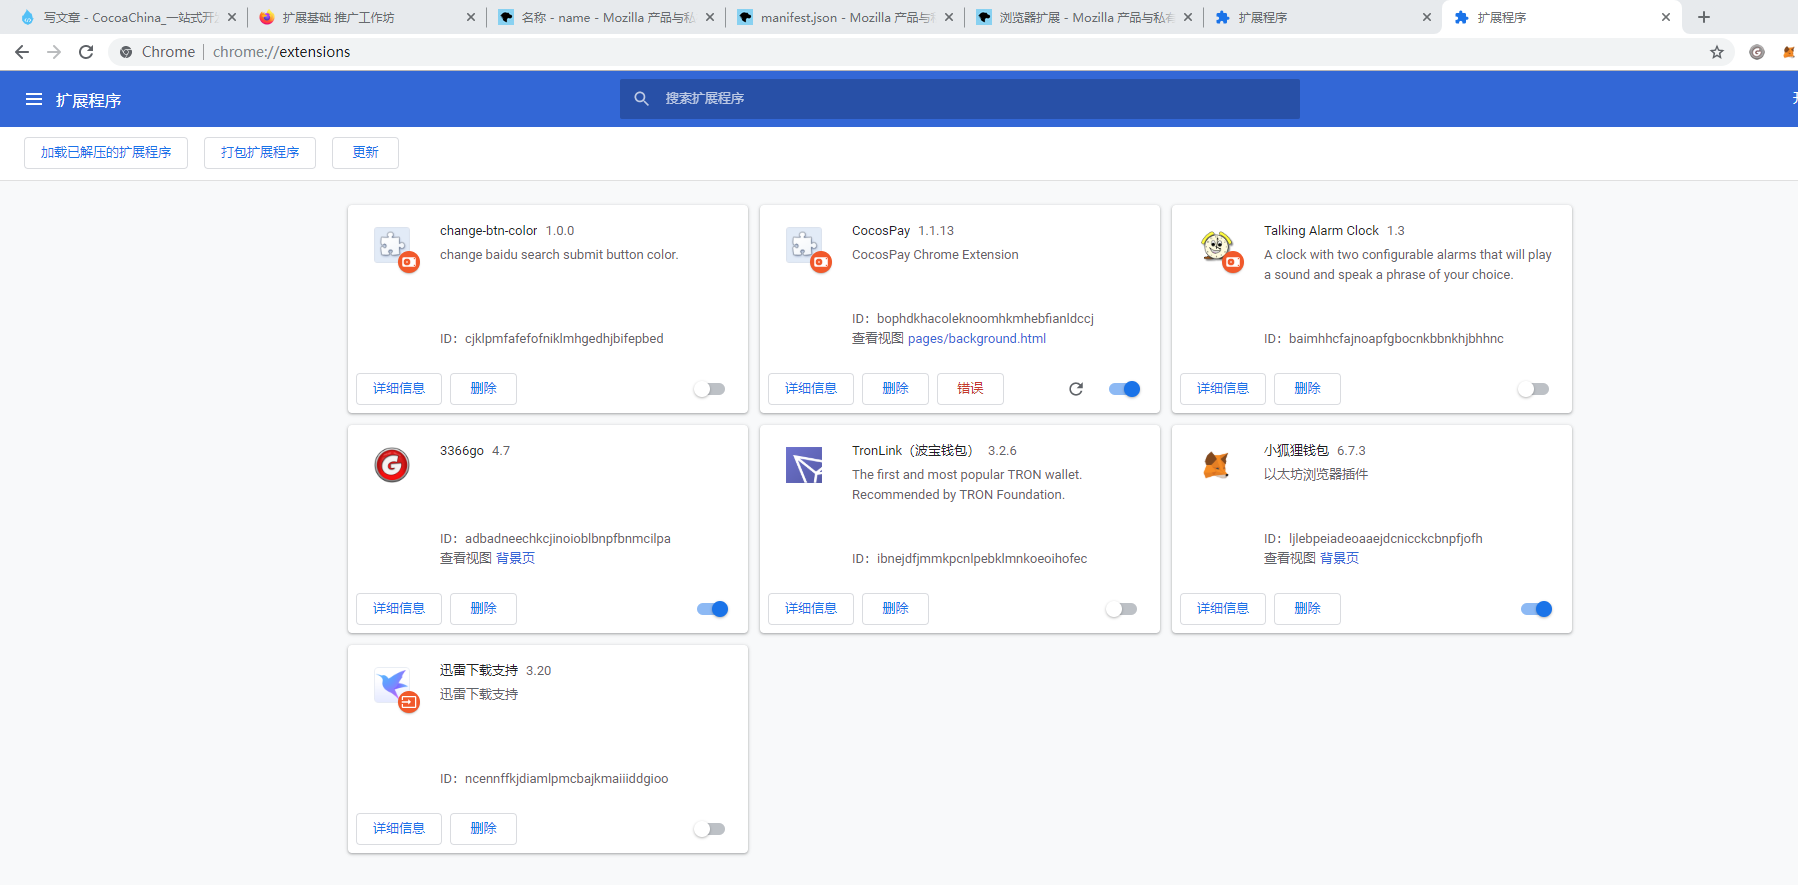 写文章 - CocoaChina_一站式开
扩展基础 推广工作坊
名称 - name - Mozilla 产品与私
manifest.json - Mozilla 产品与
浏览器扩展 - Mozilla 产品与私有
扩展程序
扩展程序
Chrome | chrome://extensions
扩展程序
搜索扩展程序
加载已解压的扩展程序
打包扩展程序
更新
change-btn-color 1.0.0
change baidu search submit button color.
ID: cjklpmfafefofniklmhgedhjbifepbed
详细信息
删除
CocosPay 1.1.13
CocosPay Chrome Extension
ID: bophdkhacoleknoomhkmhebfianldccj
查看视图 pages/background.html
详细信息
删除
错误
Talking Alarm Clock 1.3
A clock with two configurable alarms that will play
a sound and speak a phrase of your choice.
ID: baimhhcfajnoapfgbocnkbbnkhjbhhnc
详细信息
删除
3366go 4.7
ID: adbadneechkcjinoioblbnpfbnmcilpa
查看视图 背景页
详细信息
删除
TronLink（波宝钱包） 3.2.6
The first and most popular TRON wallet.
Recommended by TRON Foundation.
ID: ibnejdfjmmkpcnlpebklmnkoeoihofec
详细信息
删除
小狐狸钱包 6.7.3
以太坊浏览器插件
ID: ljlebpeiadeoaaejdcnicckcbnpfjofh
查看视图 背景页
详细信息
删除
迅雷下载支持 3.20
迅雷下载支持
ID: ncennffkjdiamlpmcbajkmaiiiddgioo
详细信息
删除